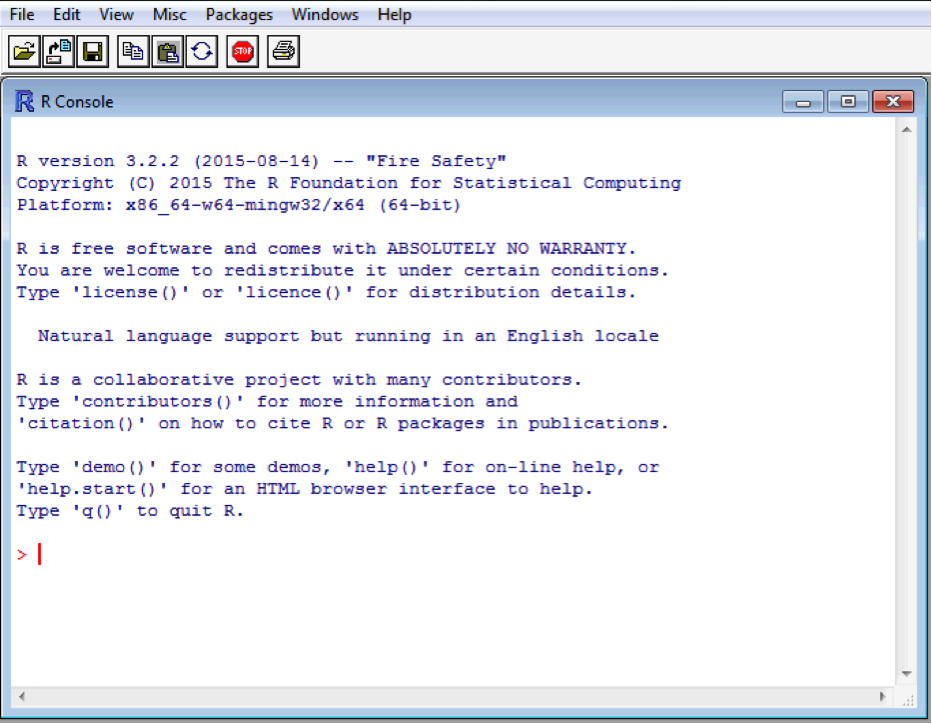 File Edit View Misc Packages Windows Help
STOP
R Console
R version 3.2.2 (2015-08-14) -- "Fire Safety"
Copyright (C) 2015 The R Foundation for Statistical Computing
Platform: x86_64-w64-mingw32/x64 (64-bit)
R is free software and comes with ABSOLUTELY NO WARRANTY.
You are welcome to redistribute it under certain conditions.
Type 'license()' or 'licence()' for distribution details.
Natural language support but running in an English locale
R is a collaborative project with many contributors.
Type 'contributors()' for more information and
'citation()' on how to cite R or R packages in publications.
Type 'demo()' for some demos, 'help()' for on-line help, or
'help.start()' for an HTML browser interface to help.
Type 'q()' to quit R.
>